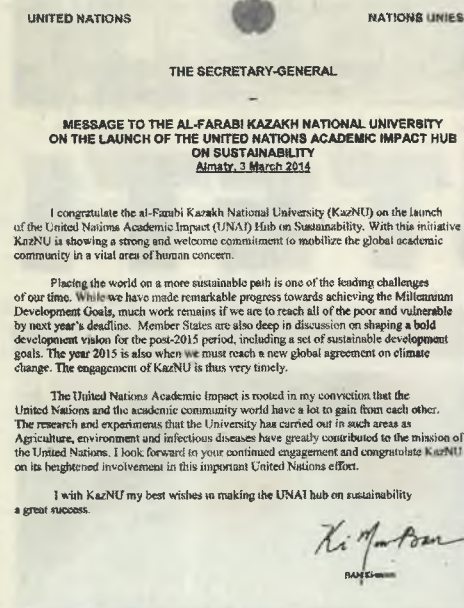 UNITED NATIONS NATIONS UNIES
THE SECRETARY-GENERAL
–
MESSAGE TO THE AL-FARABI KAZAKH NATIONAL UNIVERSITY
ON THE LAUNCH OF THE UNITED NATIONS ACADEMIC IMPACT HUB
ON SUSTAINABILITY
Almaty, 3 March 2014
I congratulate the al-Farabi Kazakh National University (KazNU) on the launch
of the United Nations Academic Impact (UNAI) Hub on Sustainability. With this initiative
KazNU is showing a strong and welcome commitment to mobilize the global academic
community in a vital area of human concern.
Placing the world on a more sustainable path is one of the leading challenges
of our time. While we have made remarkable progress towards achieving the Millennium
Development Goals, much work remains if we are to reach all of the poor and vulnerable
by next year's deadline. Member States are also deep in discussion on shaping a bold
development vision for the post-2015 period, including a set of sustainable development
goals. The year 2015 is also when we must reach a new global agreement on climate
change. The engagement of KazNU is thus very timely.
The United Nations Academic Impact is rooted in my conviction that the
United Nations and the academic community world have a lot to gain from each other.
The research and experiments that the University has carried out in such areas as
Agriculture, environment and infectious diseases have greatly contributed to the mission of
the United Nations. I look forward to your continued engagement and congratulate KazNU
on its heightened involvement in this important United Nations effort.
I with KazNU my best wishes in making the UNAI hub on sustainability
a great success.
Ki Moon Ban
BAN Ki-moon